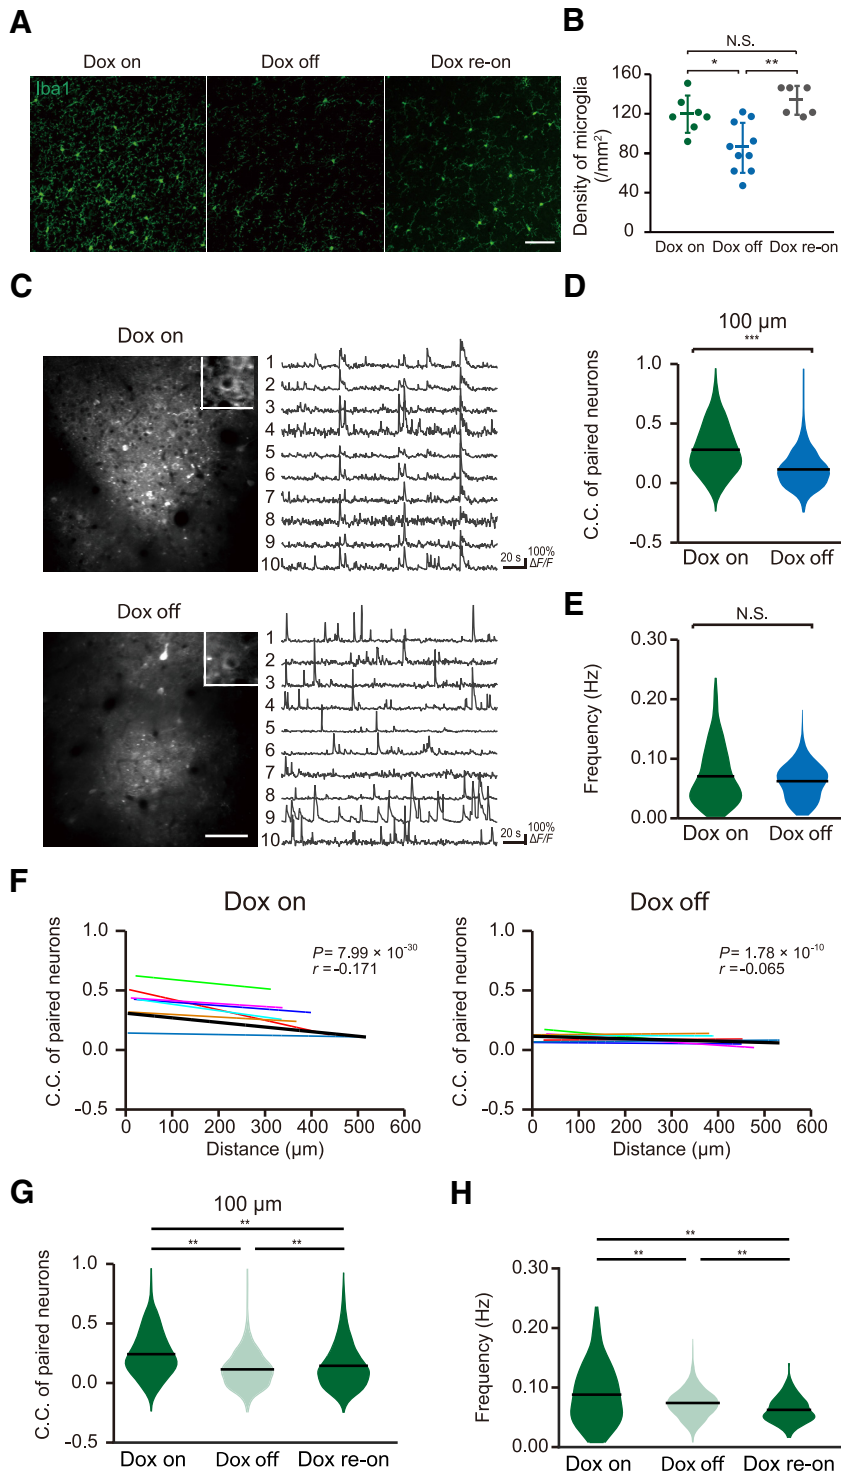 A
Dox on
Dox off
Dox re-on
Iba1
B
N.S.
*
**
Density of microglia
(/mm²)
160
120
80
40
0
Dox on
Dox off
Dox re-on
C
Dox on
1
2
3
4
5
6
7
8
9
10
20 s
100%
ΔF/F
Dox off
1
2
3
4
5
6
7
8
9
10
20 s
100%
ΔF/F
D
100 µm
***
C.C. of paired neurons
1.0
0.5
0.0
-0.5
Dox on
Dox off
E
N.S.
Frequency (Hz)
0.30
0.20
0.10
0.00
Dox on
Dox off
F
Dox on
P= 7.99 × 10⁻³⁰
r = -0.171
C.C. of paired neurons
1.0
0.5
0.0
-0.5
0
100
200
300
400
500
600
Distance (µm)
Dox off
P= 1.78 × 10⁻¹⁰
r = -0.065
C.C. of paired neurons
1.0
0.5
0.0
-0.5
0
100
200
300
400
500
600
Distance (µm)
G
100 µm
**
**
**
C.C. of paired neurons
1.0
0.5
0.0
-0.5
Dox on
Dox off
Dox re-on
H
**
**
**
Frequency (Hz)
0.30
0.20
0.10
0.00
Dox on
Dox off
Dox re-on